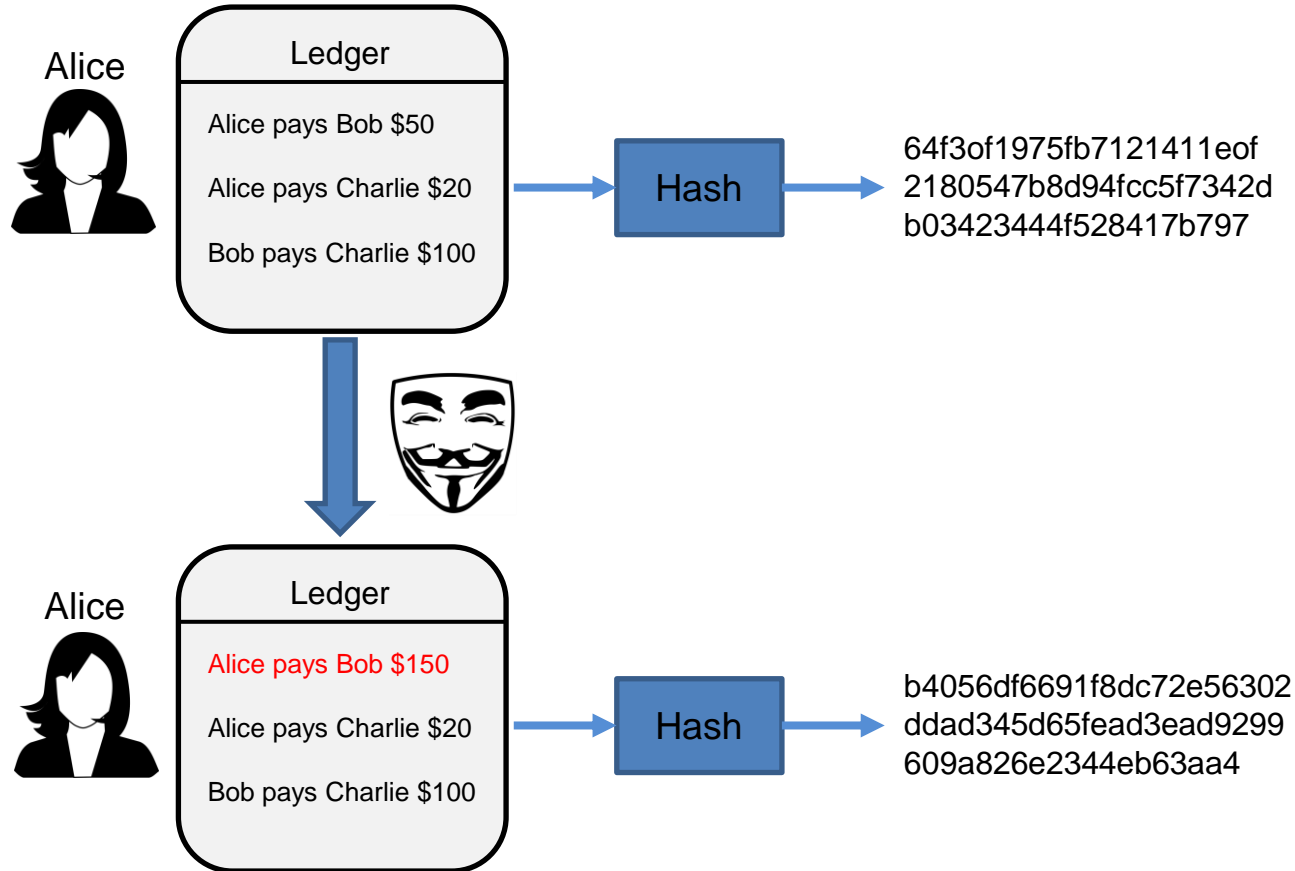 Alice
Ledger
Alice pays Bob $50
Alice pays Charlie $20
Bob pays Charlie $100
Hash
64f3of1975fb7121411eof
2180547b8d94fcc5f7342d
b03423444f528417b797
Alice
Ledger
Alice pays Bob $150
Alice pays Charlie $20
Bob pays Charlie $100
Hash
b4056df6691f8dc72e56302
ddad345d65fead3ead9299
609a826e2344eb63aa4